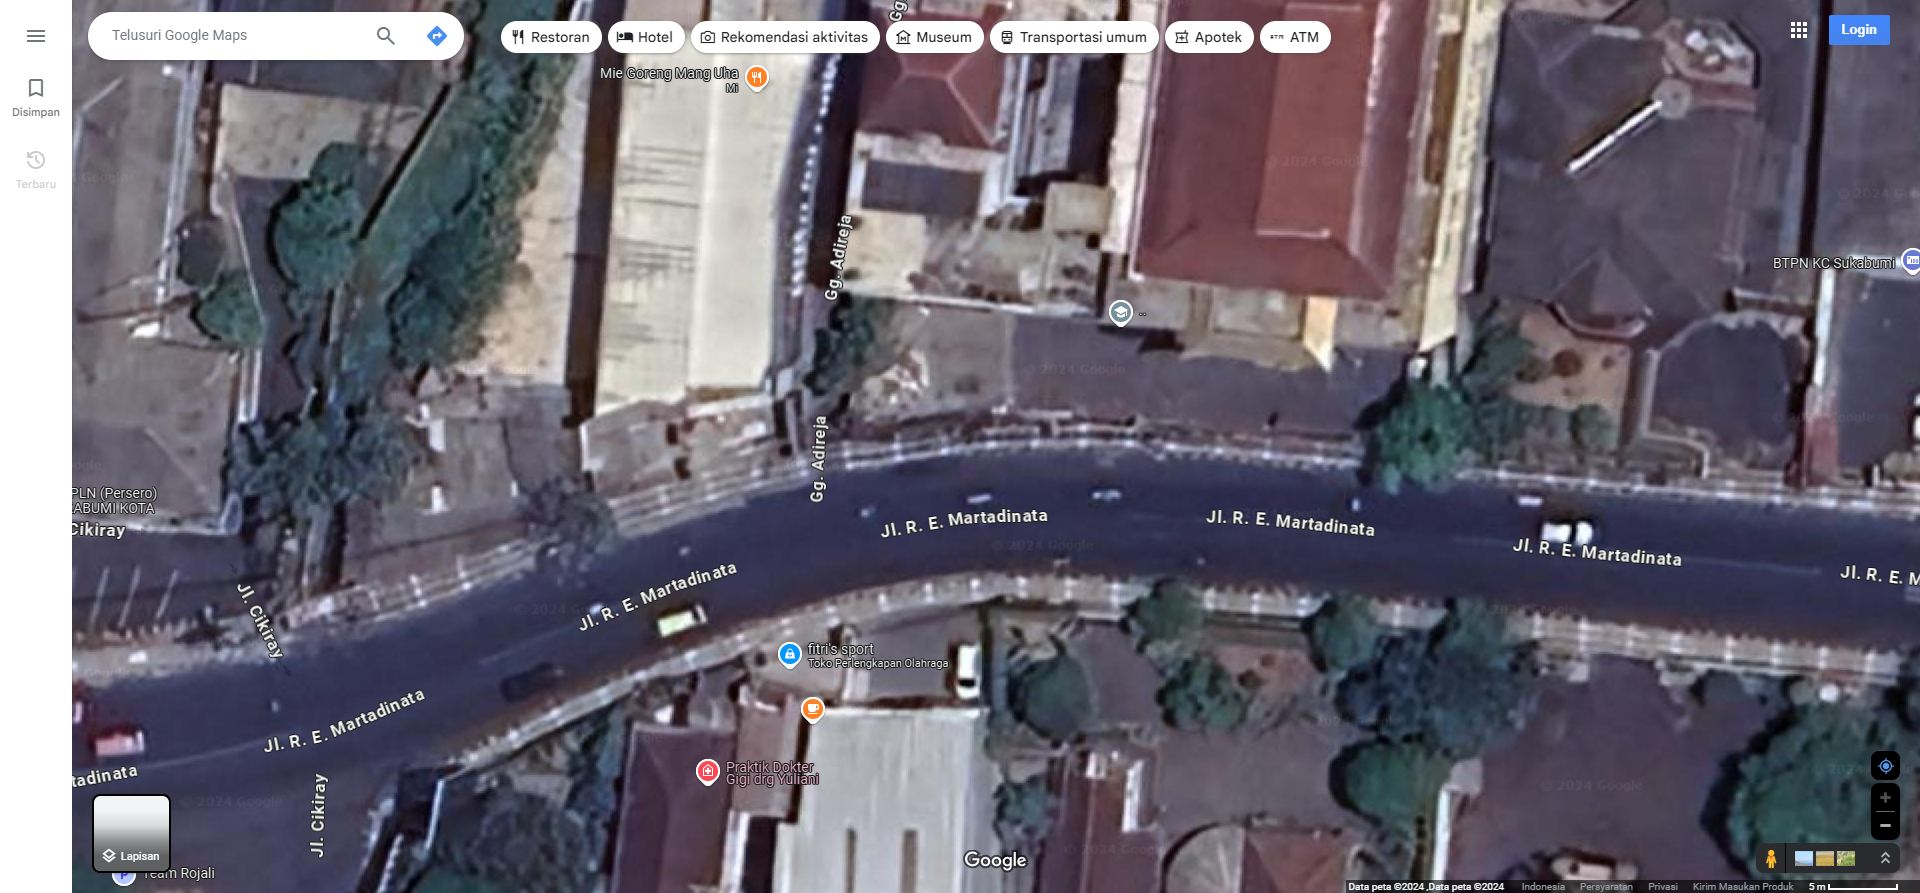 Telusuri Google Maps
Restoran
Hotel
Rekomendasi aktivitas
Museum
Transportasi umum
Apotek
ATM
Login
Disimpan
Terbaru
Gg.
Mie Goreng Mang Uha
Mi
Gg. Adireja
BTPN KC Sukabumi
..
Gg. Adireja
PLN (Persero)
ABUMI KOTA
Cikiray
Jl. R. E. Martadinata
Jl. R. E. Martadinata
Jl. R. E. Martadinata
Jl. R. E. M
Jl. R. E. Martadinata
Jl. Cikiray
fitri's sport
Toko Perlengkapan Olahraga
Jl. R. E. Martadinata
tadinata
Praktik Dokter
Gigi drg Yuliani
Jl. Cikiray
Lapisan
Team Rojali
Google
© 2024 Google
Data peta ©2024 ,Data peta ©2024
Indonesia
Persyaratan
Privasi
Kirim Masukan Produk
5 m